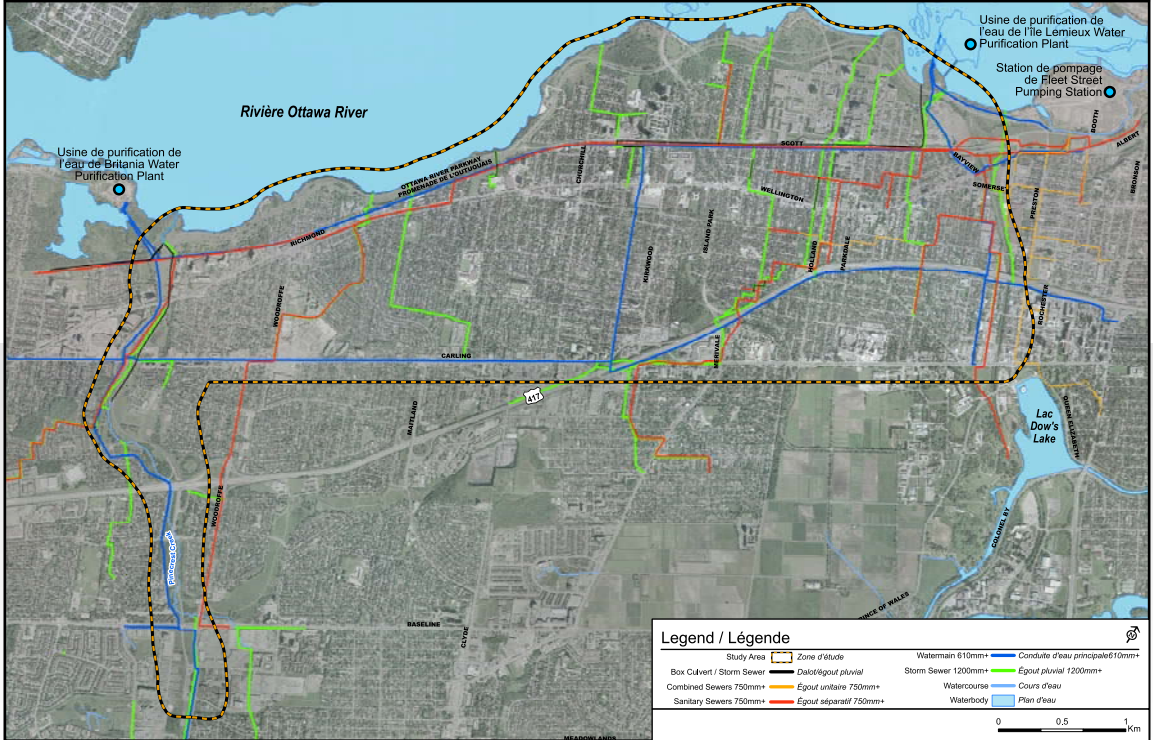 Usine de purification de
l'eau de l'île Lemieux Water
Purification Plant
Station de pompage
de Fleet Street
Pumping Station
Rivière Ottawa River
Usine de purification de
l'eau de Britania Water
Purification Plant
BOOTH
ALBERT
BRONSON
SCOTT
BAYVIEW
SOMERSE
PRESTON
CHURCHILL
OTTAWA RIVER PARKWAY
PROMENADE DE L'OUTUOUAIS
WELLINGTON
ISLAND PARK
RICHMOND
KIRKWOOD
HOLLAND
PARKDALE
ROCHESTER
WOODROFFE
CARLING
MERIVALE
417
MAITLAND
Lac
Dow's
Lake
QUEEN ELIZABETH
WOODROFFE
COLONEL BY
Pinecrest Creek
RINCE OF WALES
BASELINE
CLYDE
MEADOWLANDS
Legend / Légende
Study Area Zone d'étude
Box Culvert / Storm Sewer Dalot/égout pluvial
Combined Sewers 750mm+ Égout unitaire 750mm+
Sanitary Sewers 750mm+ Égout séparatif 750mm+
Watermain 610mm+ Conduite d'eau principale610mm+
Storm Sewer 1200mm+ Égout pluvial 1200mm+
Watercourse Cours d'eau
Waterbody Plan d'eau
0 0.5 1
Km